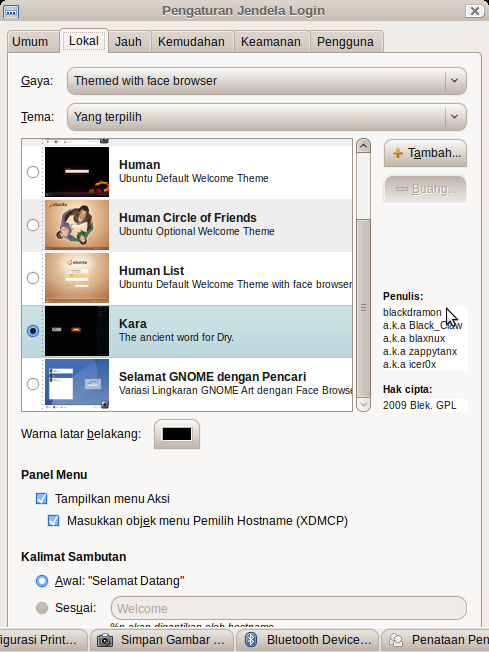 Pengaturan Jendela Login
Umum Lokal Jauh Kemudahan Keamanan Pengguna
Gaya: Themed with face browser
Tema: Yang terpilih
Human
Ubuntu Default Welcome Theme
Human Circle of Friends
Ubuntu Optional Welcome Theme
Human List
Ubuntu Default Welcome Theme with face browser
Kara
The ancient word for Dry.
Selamat GNOME dengan Pencari
Variasi Lingkaran GNOME Art dengan Face Browse
Tambah...
Buang...
Penulis:
blackdramon
a.k.a Black_Claw
a.k.a blaxnux
a.k.a zappytanx
a.k.a icer0x
Hak cipta:
2009 Blek. GPL
Warna latar belakang:
Panel Menu
Tampilkan menu Aksi
Masukkan objek menu Pemilih Hostname (XDMCP)
Kalimat Sambutan
Awal: "Selamat Datang"
Sesuai: Welcome
%n akan digantikan oleh hostname
figurasi Print... Simpan Gambar ... Bluetooth Device... Penataan Pen